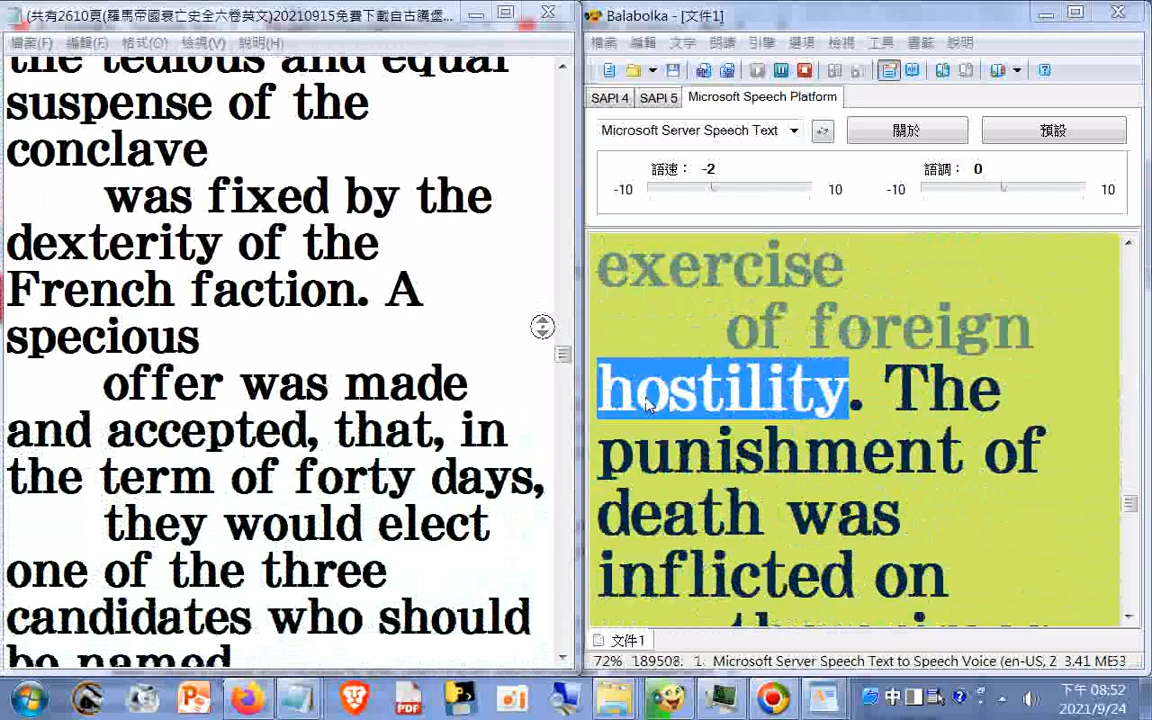 (共有2610頁(羅馬帝國衰亡史全六卷英文)20210915免費下載自古騰堡...
檔案(F) 編輯(E) 格式(O) 檢視(V) 說明(H)
the tedious and equal
suspense of the
conclave
was fixed by the
dexterity of the
French faction. A
specious
offer was made
and accepted, that, in
the term of forty days,
they would elect
one of the three
candidates who should
be named
Balabolka - [文件1]
檔案 編輯 文字 朗讀 引擎 選項 檢視 工具 書籤 說明
SAPI 4 SAPI 5 Microsoft Speech Platform
Microsoft Server Speech Text 關於 預設
語速： -2 語調： 0
-10 10 -10 10
exercise
of foreign
hostility. The
punishment of
death was
inflicted on
文件1
72% 189508. 1. Microsoft Server Speech Text to Speech Voice (en-US, Z 3.41 ME53
中
下午 08:52
2021/9/24